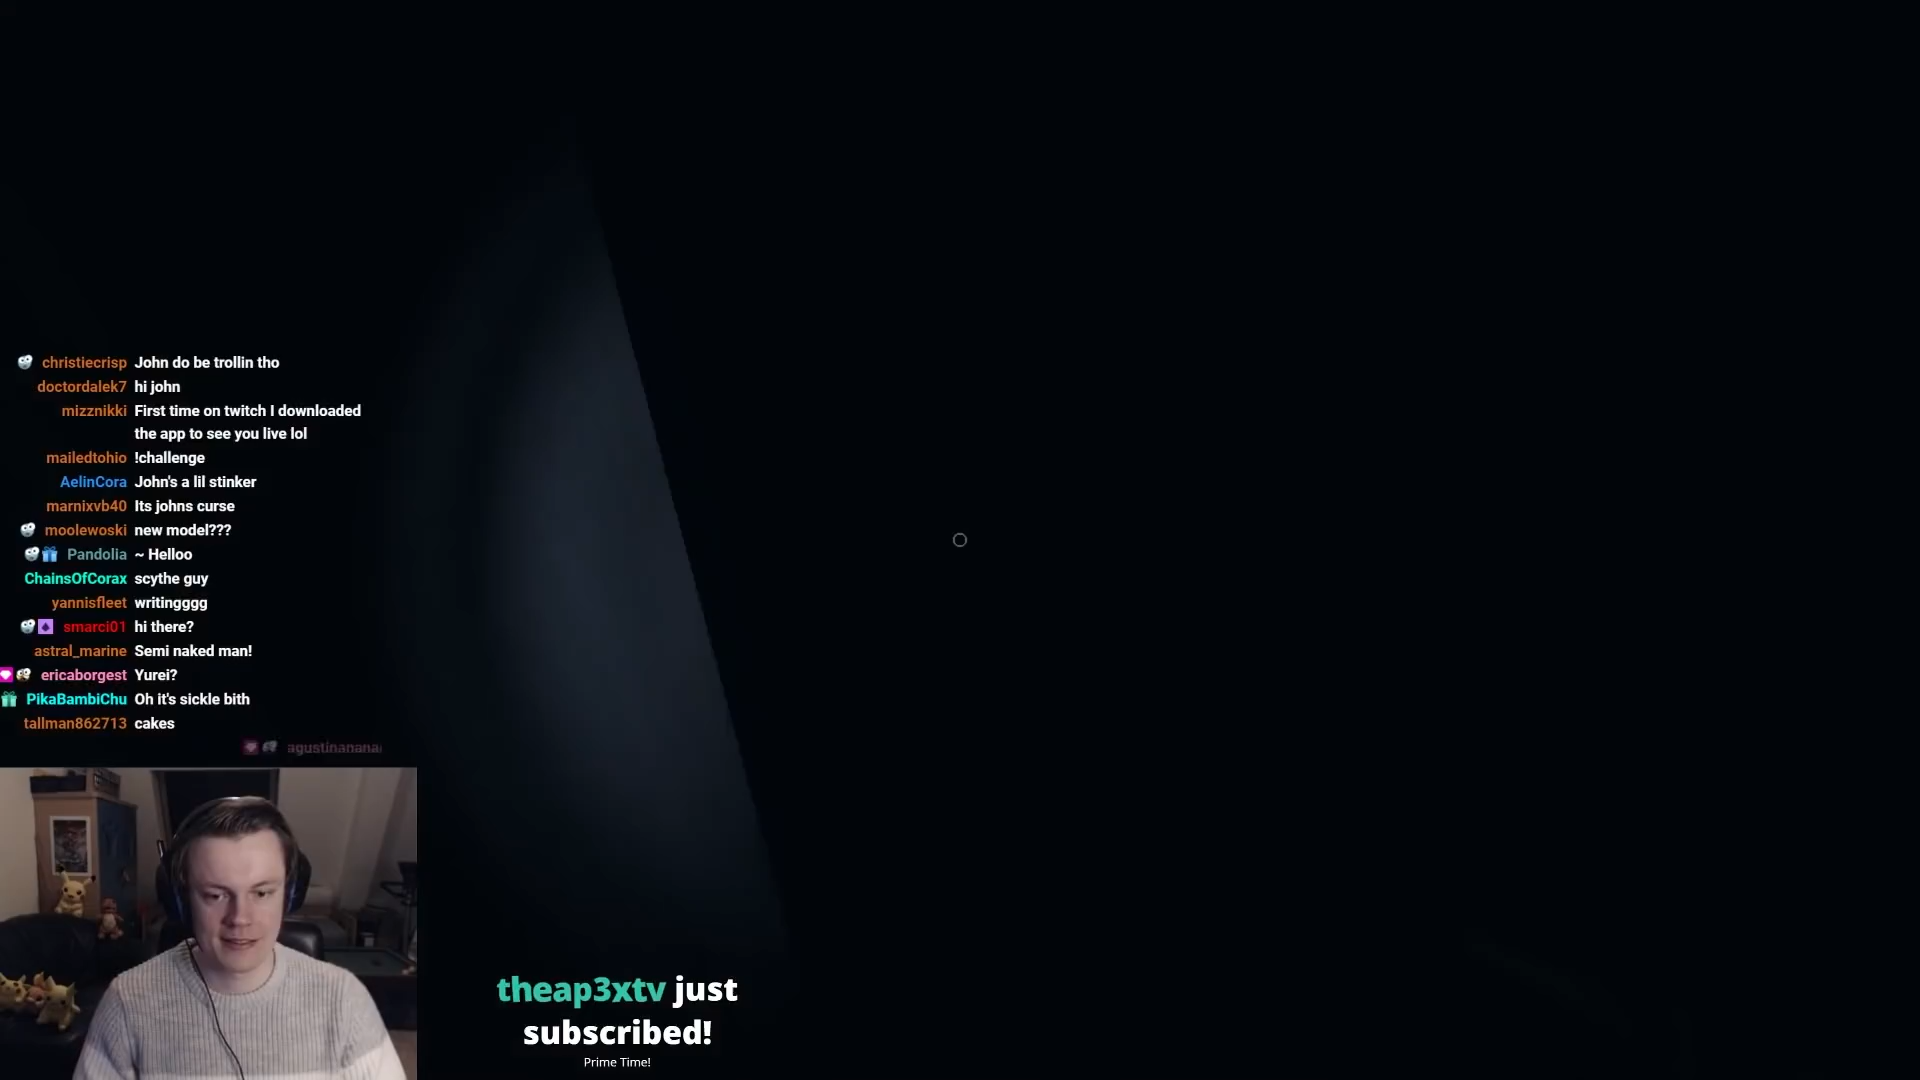 christiecrisp John do be trollin tho
doctordalek7 hi john
mizznikki First time on twitch I downloaded
the app to see you live lol
mailedtohio !challenge
AelinCora John's a lil stinker
marnixvb40 Its johns curse
moolewoski new model???
Pandolia ~ Helloo
ChainsOfCorax scythe guy
yannisfleet writingggg
smarci01 hi there?
astral_marine Semi naked man!
ericaborgest Yurei?
PikaBambiChu Oh it's sickle bith
tallman862713 cakes
theap3xtv just
subscribed!
Prime Time!